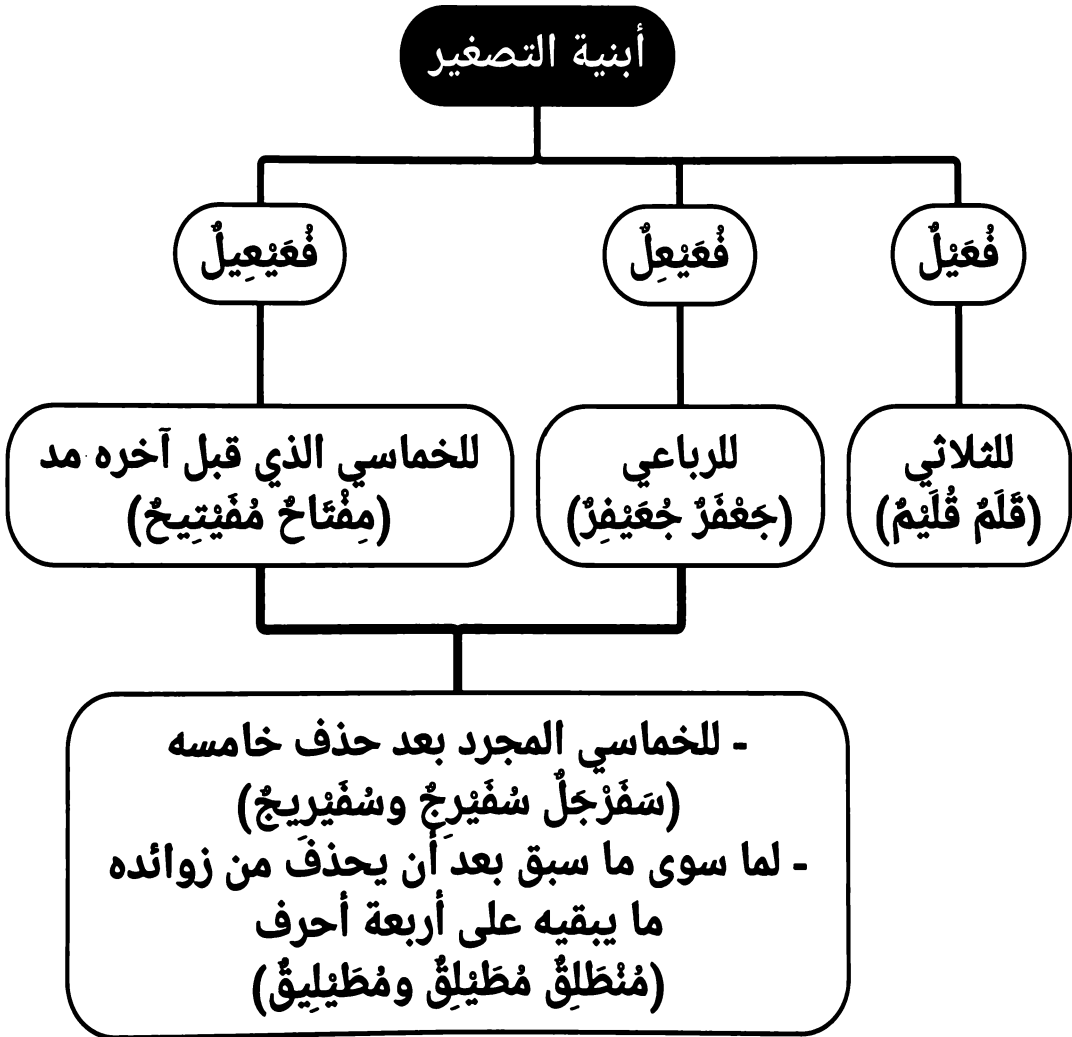 أبنية التصغير
فُعَيْلٌ
فُعَيْعِلٌ
فُعَيْعِيلٌ
للثلاثي
(قَّلَمٌ قُلَيْمٌ)
للرباعي
(جَعْفَرٌ جُعَيْفِرٌ)
للخماسي الذي قبل آخره مد
(مِفْتَاحٌ مُفَيْتِيحٌ)
- للخماسي المجرد بعد حذف خامسه
(سَفَرْجَلٌ سُفَيْرِجٌ وسُفَيْرِيجٌ)
- لما سوى ما سبق بعد أن يحذفَ من زوائده
ما يبقيه على أربعة أحرف
(مُنْطَلِقٌ مُطَيْلِقٌ ومُطَيْلِيقٌ)